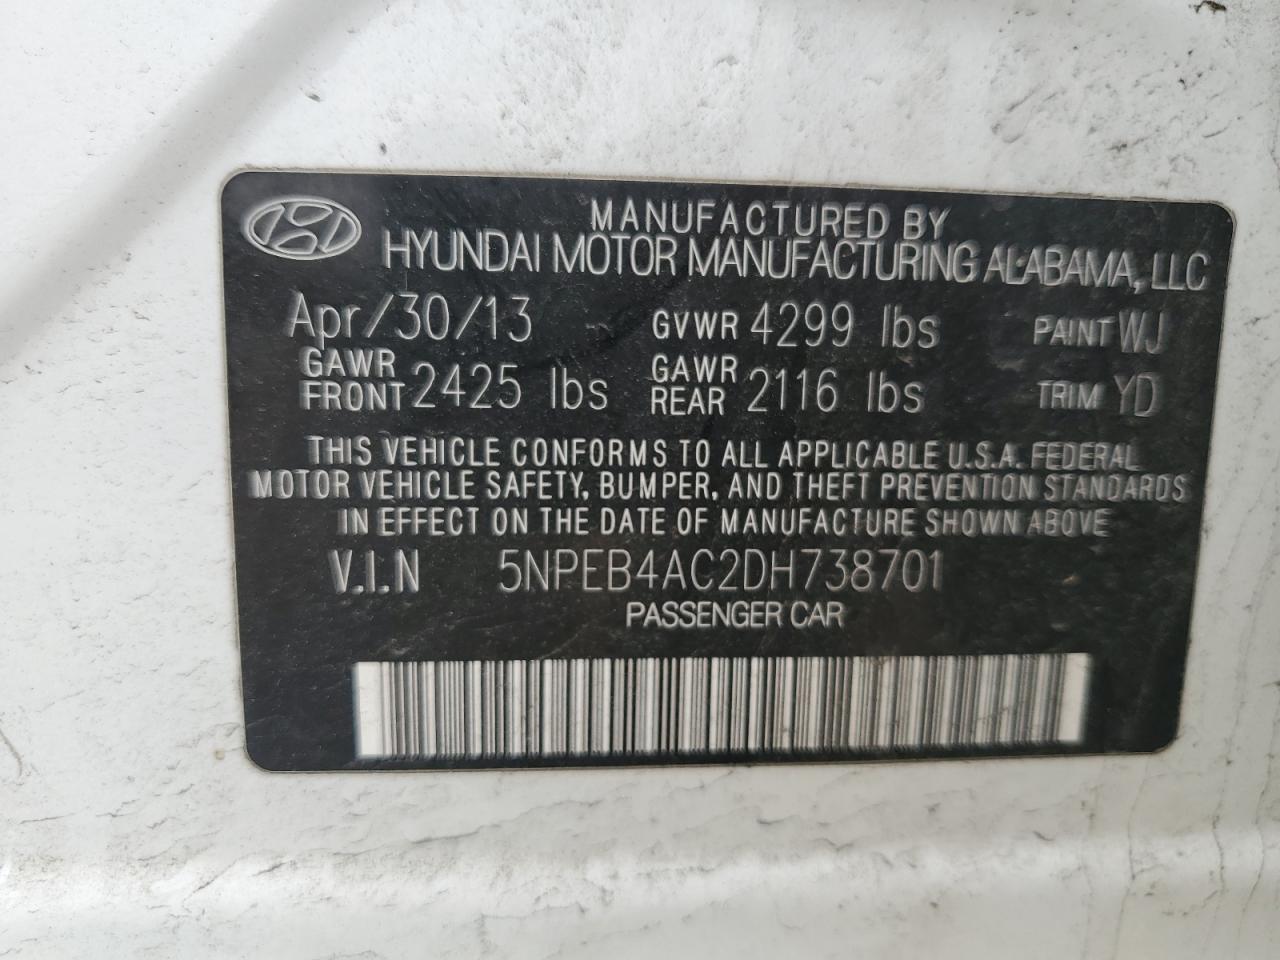 MANUFACTURED BY
HYUNDAI MOTOR MANUFACTURING ALABAMA, LLC
Apr/30/13 GVWR 4299 lbs PAINT WJ
GAWR FRONT 2425 lbs GAWR REAR 2116 lbs TRIM YD
THIS VEHICLE CONFORMS TO ALL APPLICABLE U.S.A. FEDERAL
MOTOR VEHICLE SAFETY, BUMPER, AND THEFT PREVENTION STANDARDS
IN EFFECT ON THE DATE OF MANUFACTURE SHOWN ABOVE
V.I.N 5NPEB4AC2DH738701
PASSENGER CAR